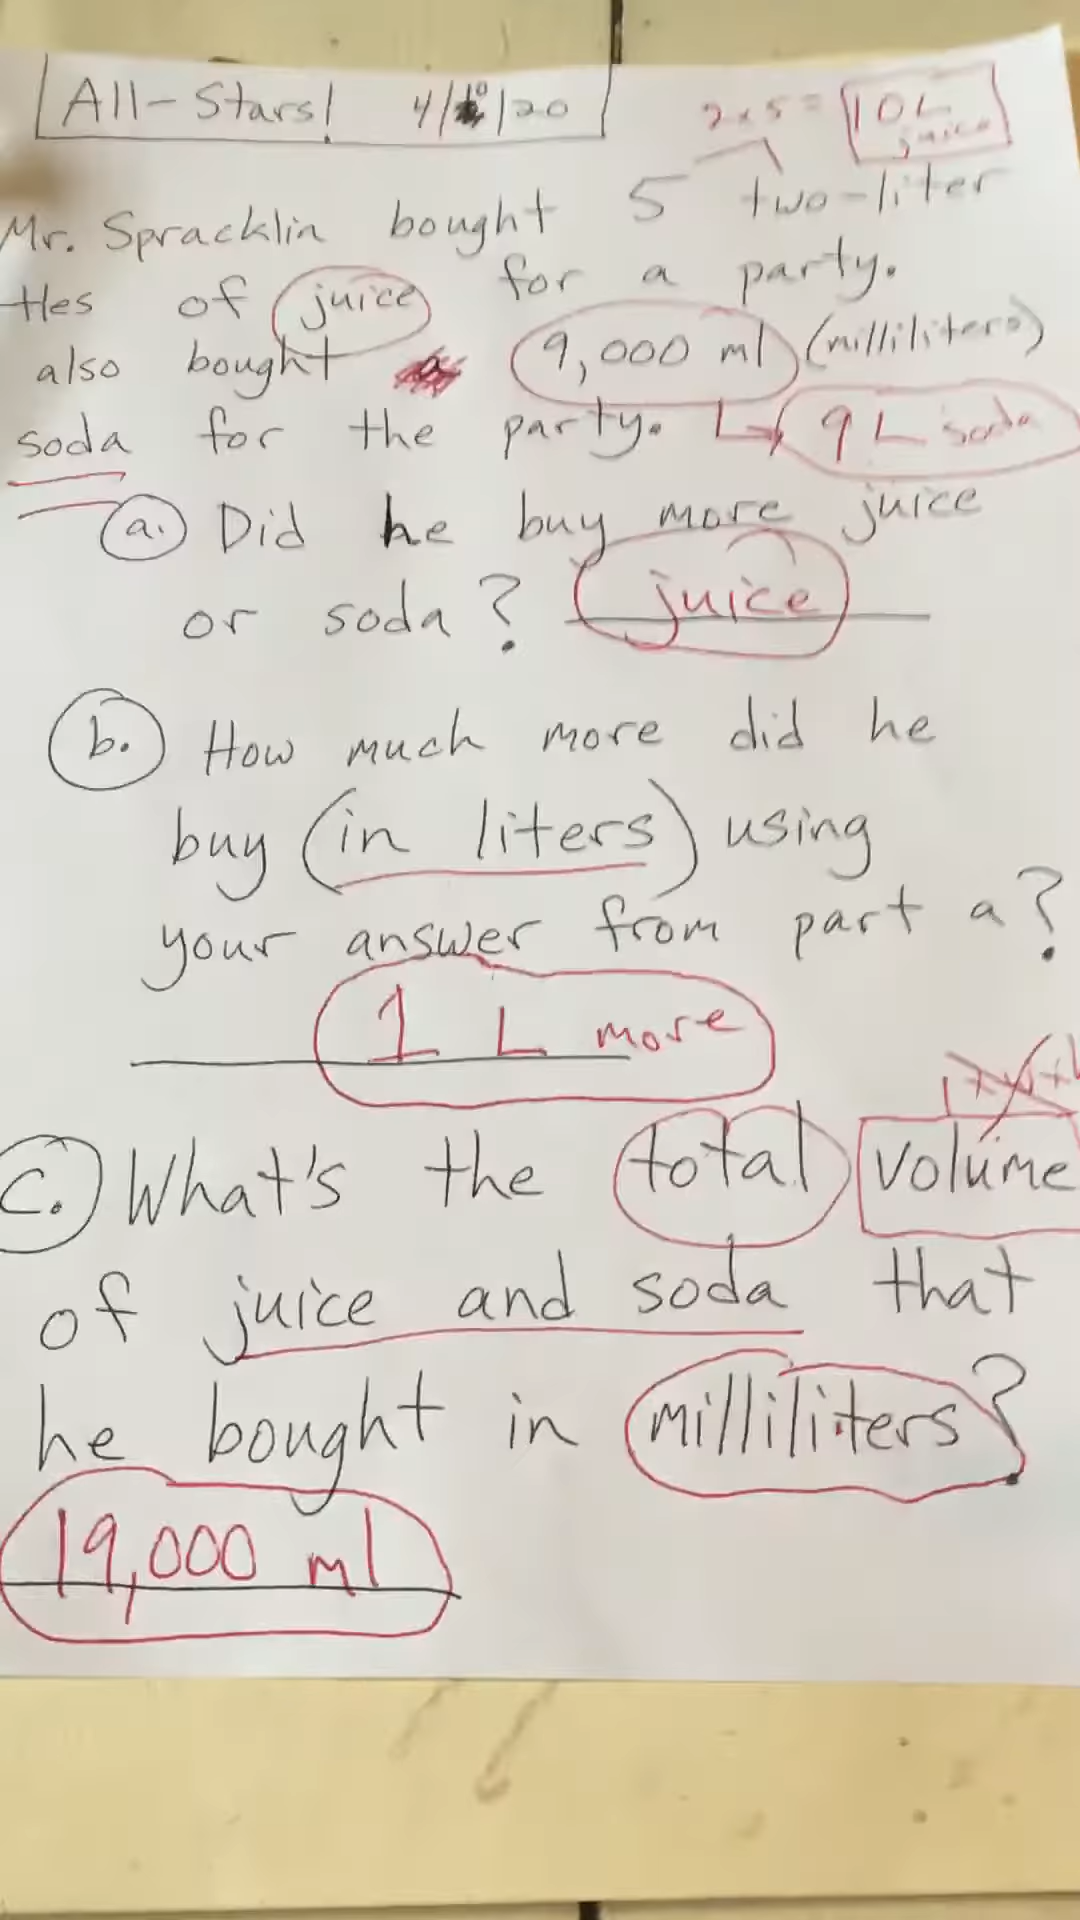 All-Stars! 4/10/20
2x5 = 10 L
juice
Mr. Spracklin bought 5 two-liter
ttles of juice for a party.
also bought 9,000 ml (milliliters)
soda for the party. 9 L soda
a. Did he buy more juice
or soda? juice
b. How much more did he
buy (in liters) using
your answer from part a?
1 L more
c. What's the total volume
of juice and soda that
he bought in milliliters?
19,000 ml